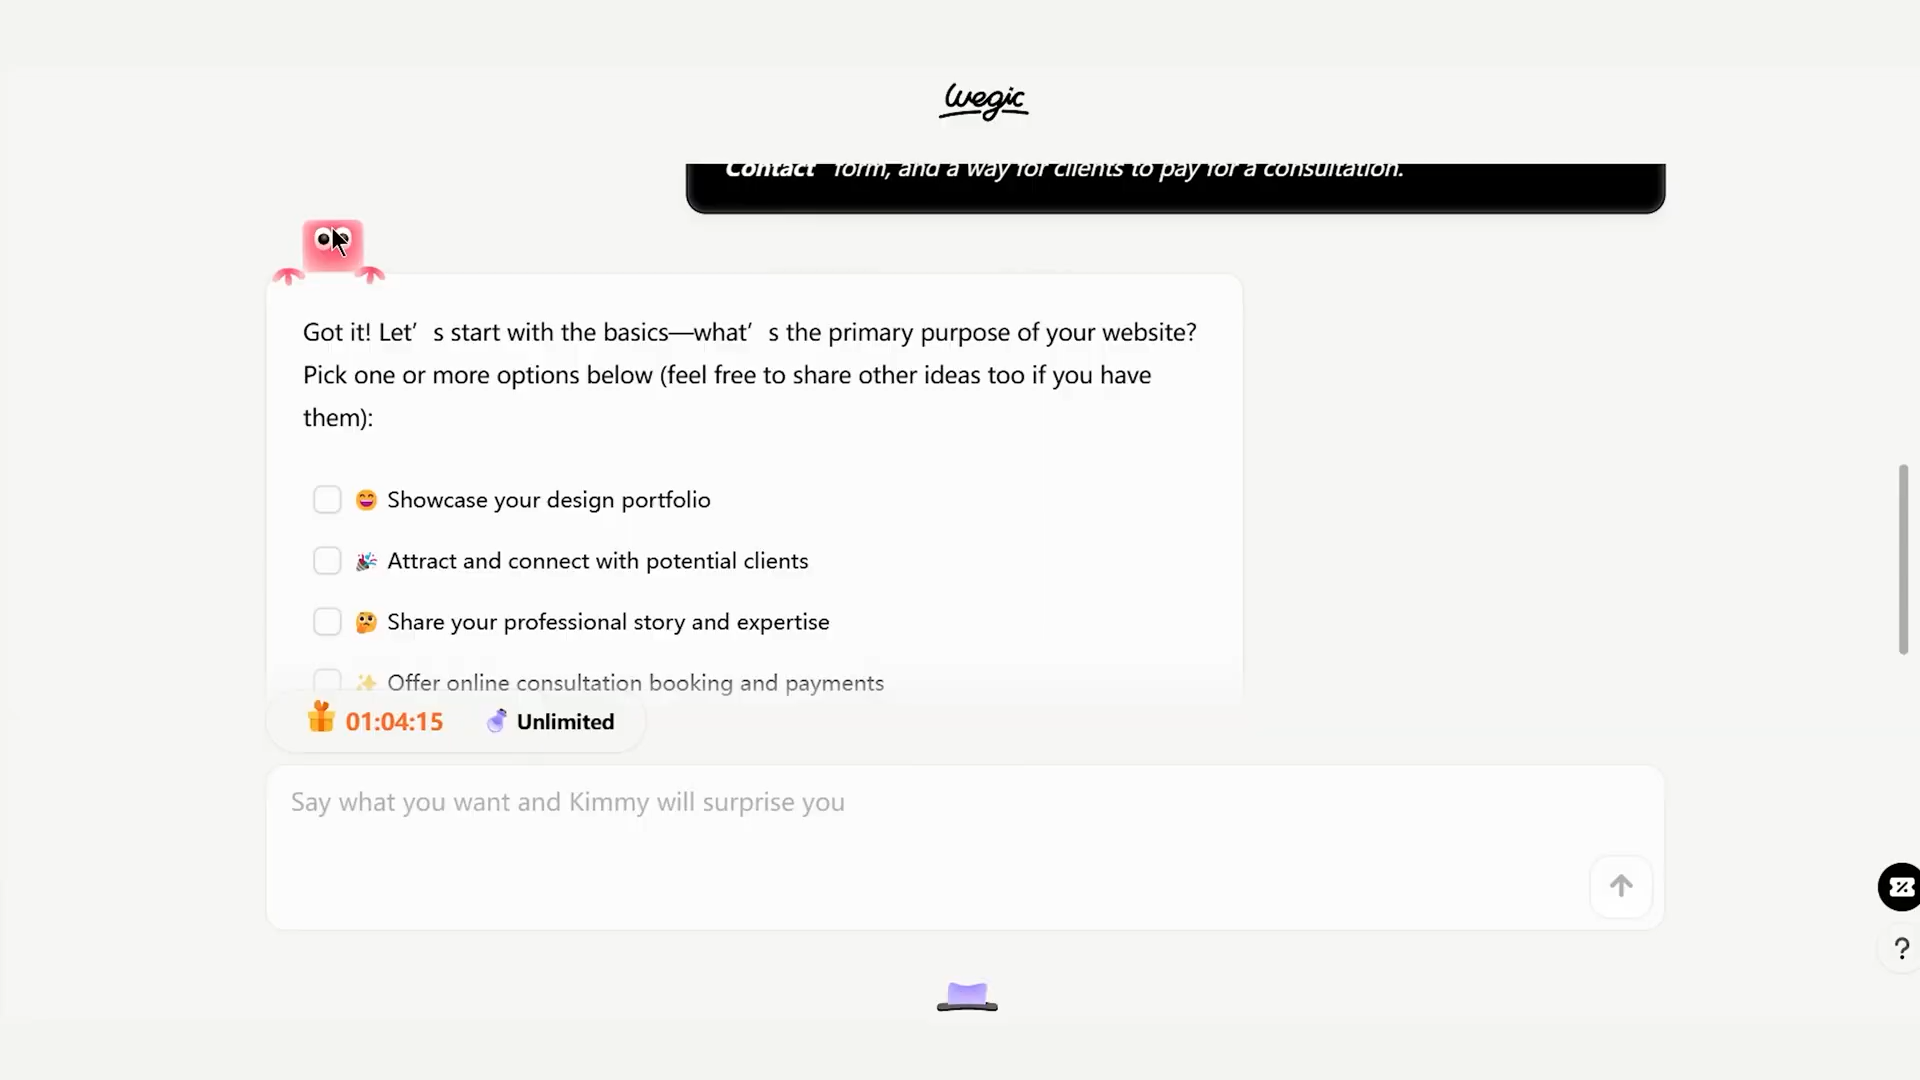 Wegic
Contact" form, and a way for clients to pay for a consultation.
Got it! Let’s start with the basics—what’s the primary purpose of your website?
Pick one or more options below (feel free to share other ideas too if you have
them):
😄 Showcase your design portfolio
🎉 Attract and connect with potential clients
🤔 Share your professional story and expertise
✨ Offer online consultation booking and payments
01:04:15 Unlimited
Say what you want and Kimmy will surprise you
?